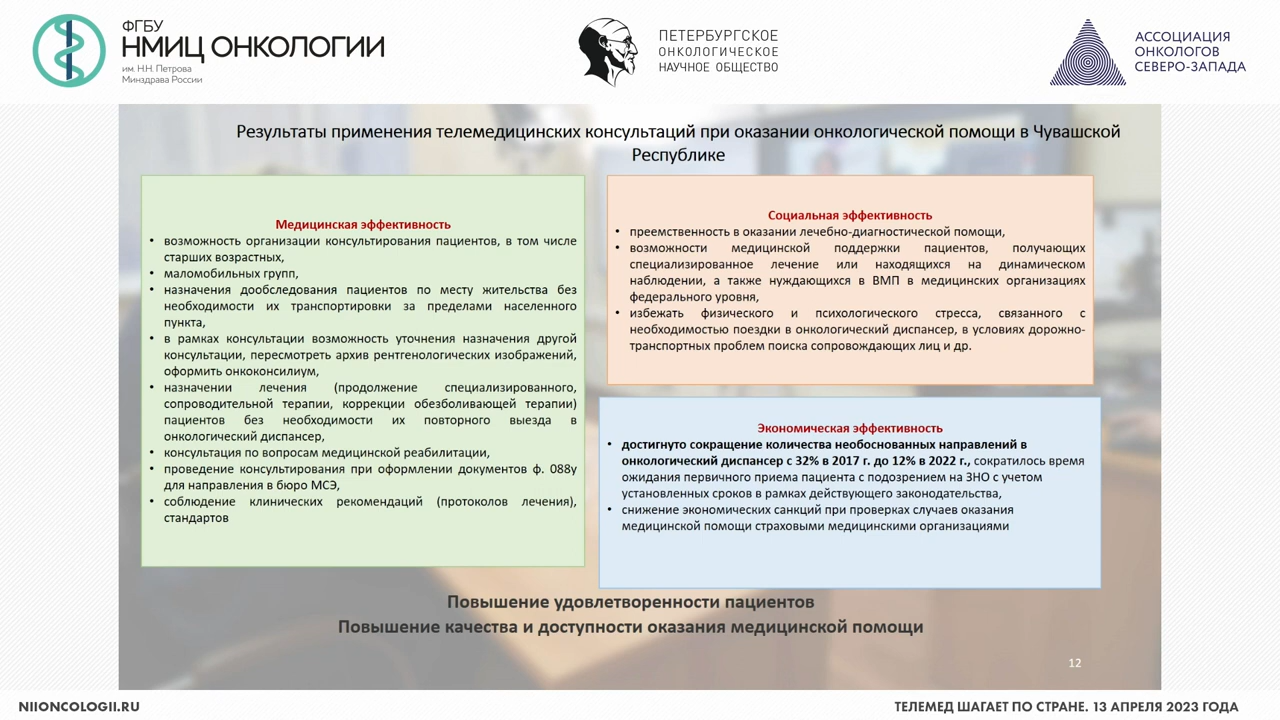 ФГБУ
НМИЦ ОНКОЛОГИИ
им. Н.Н. Петрова
Минздрава России
ПЕТЕРБУРГСКОЕ
ОНКОЛОГИЧЕСКОЕ
НАУЧНОЕ ОБЩЕСТВО
АССОЦИАЦИЯ
ОНКОЛОГОВ
СЕВЕРО-ЗАПАДА
Результаты применения телемедицинских консультаций при оказании онкологической помощи в Чувашской
Республике
Медицинская эффективность
• возможность организации консультирования пациентов, в том числе
старших возрастных,
• маломобильных групп,
• назначения дообследования пациентов по месту жительства без
необходимости их транспортировки за пределами населенного
пункта,
• в рамках консультации возможность уточнения назначения другой
консультации, пересмотреть архив рентгенологических изображений,
оформить онкоконсилиум,
• назначении лечения (продолжение специализированного,
сопроводительной терапии, коррекции обезболивающей терапии)
пациентов без необходимости их повторного выезда в
онкологический диспансер,
• консультация по вопросам медицинской реабилитации,
• проведение консультирования при оформлении документов ф. 088у
для направления в бюро МСЭ,
• соблюдение клинических рекомендаций (протоколов лечения),
стандартов
Социальная эффективность
• преемственность в оказании лечебно-диагностической помощи,
• возможности медицинской поддержки пациентов, получающих
специализированное лечение или находящихся на динамическом
наблюдении, а также нуждающихся в ВМП в медицинских организациях
федерального уровня,
• избежать физического и психологического стресса, связанного с
необходимостью поездки в онкологический диспансер, в условиях дорожно-
транспортных проблем поиска сопровождающих лиц и др.
Экономическая эффективность
• достигнуто сокращение количества необоснованных направлений в
онкологический диспансер с 32% в 2017 г. до 12% в 2022 г., сократилось время
ожидания первичного приема пациента с подозрением на ЗНО с учетом
установленных сроков в рамках действующего законодательства,
• снижение экономических санкций при проверках случаев оказания
медицинской помощи страховыми медицинскими организациями
Повышение удовлетворенности пациентов
Повышение качества и доступности оказания медицинской помощи
12
NIIONCOLOGII.RU
ТЕЛЕМЕД ШАГАЕТ ПО СТРАНЕ. 13 АПРЕЛЯ 2023 ГОДА